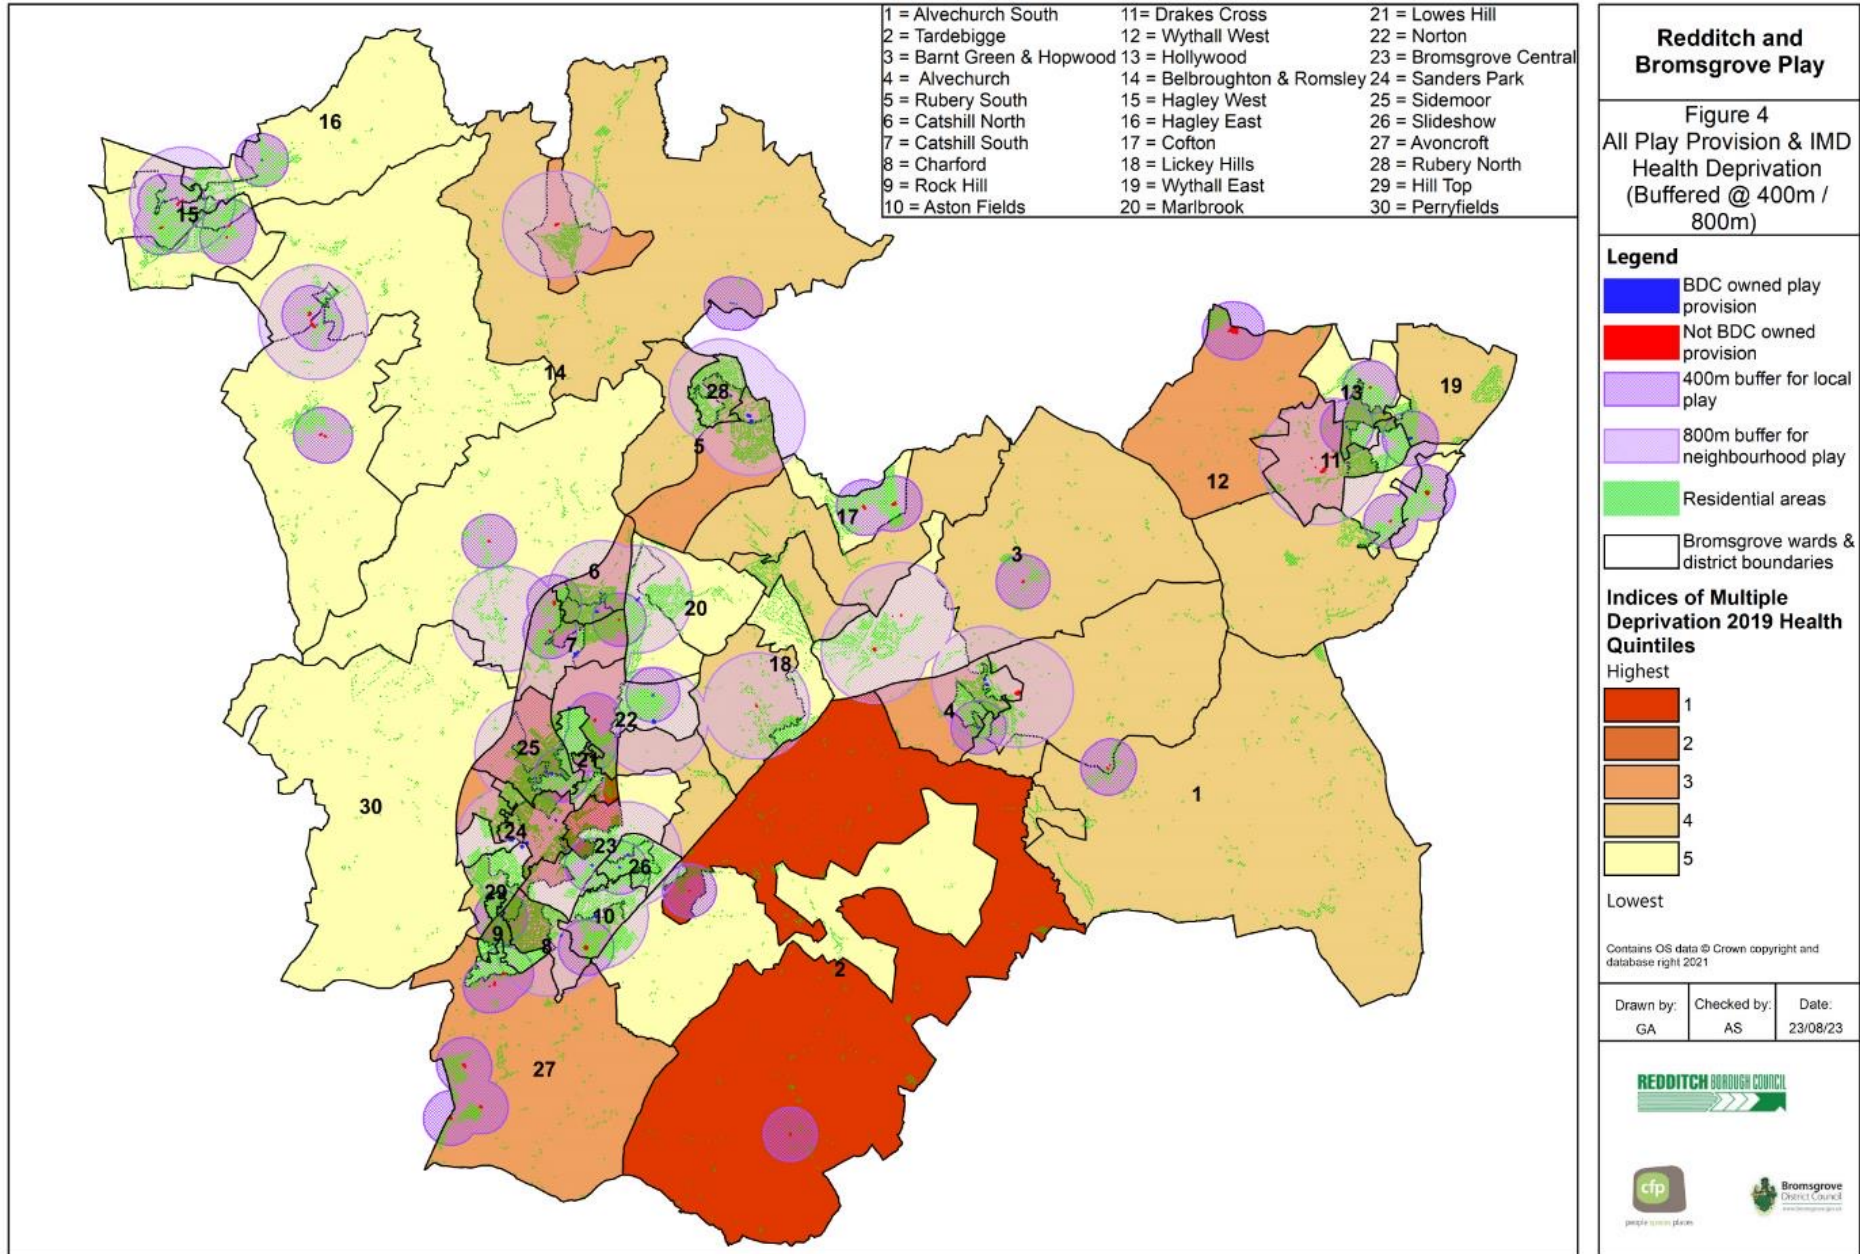 1 = Alvechurch South
2 = Tardebigge
3 = Barnt Green & Hopwood
4 = Alvechurch
5 = Rubery South
6 = Catshill North
7 = Catshill South
8 = Charford
9 = Rock Hill
10 = Aston Fields
11= Drakes Cross
12 = Wythall West
13 = Hollywood
14 = Belbroughton & Romsley
15 = Hagley West
16 = Hagley East
17 = Cofton
18 = Lickey Hills
19 = Wythall East
20 = Marlbrook
21 = Lowes Hill
22 = Norton
23 = Bromsgrove Central
24 = Sanders Park
25 = Sidemoor
26 = Slideshow
27 = Avoncroft
28 = Rubery North
29 = Hill Top
30 = Perryfields
16
15
14
28
5
13
19
11
12
17
3
6
20
7
18
22
4
25
21
30
1
24
23
26
29
10
9
8
2
27
Redditch and
Bromsgrove Play
Figure 4
All Play Provision & IMD
Health Deprivation
(Buffered @ 400m /
800m)
Legend
BDC owned play
provision
Not BDC owned
provision
400m buffer for local
play
800m buffer for
neighbourhood play
Residential areas
Bromsgrove wards &
district boundaries
Indices of Multiple
Deprivation 2019 Health
Quintiles
Highest
1
2
3
4
5
Lowest
Contains OS data © Crown copyright and
database right 2021
Drawn by:
GA
Checked by:
AS
Date:
23/08/23
REDDITCH BOROUGH COUNCIL
cfp
people spaces places
Bromsgrove
District Council
www.bromsgrove.gov.uk